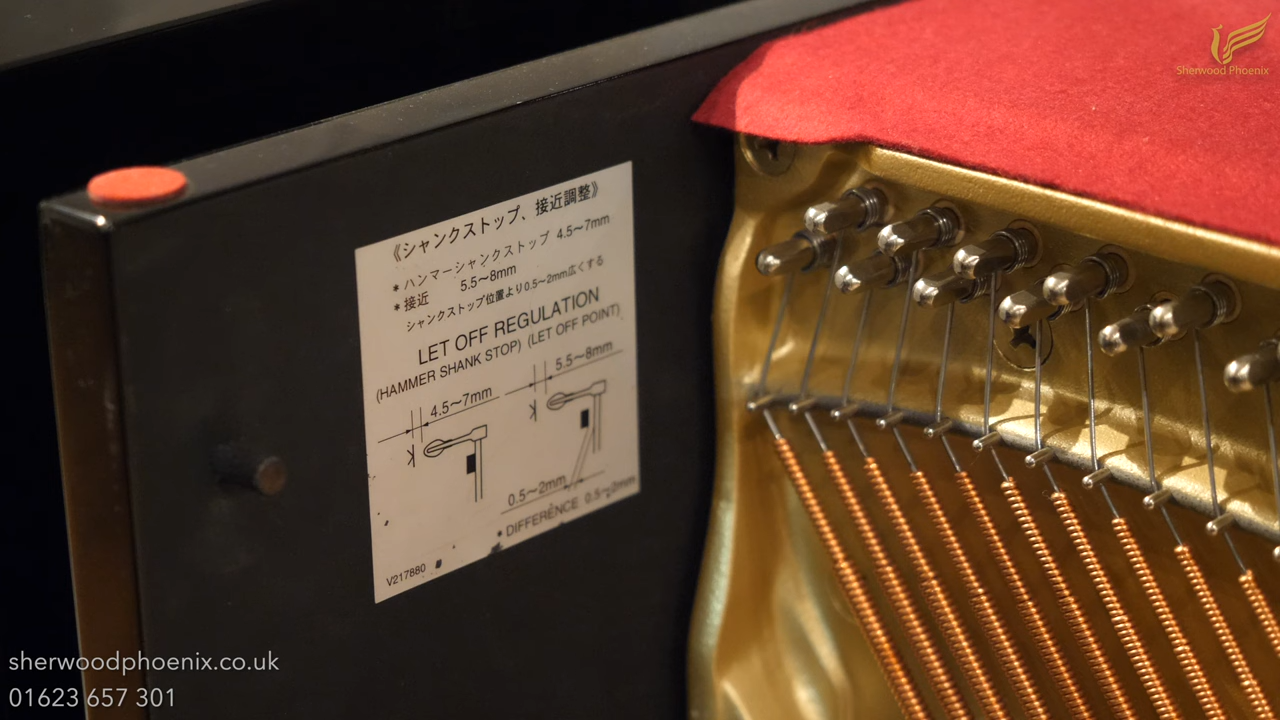 Sherwood Phoenix
《シャンクストップ、接近調整》
*ハンマーシャンクストップ 4.5~7mm
*接近 5.5~8mm
シャンクストップ位置より0.5~2mm広くする
LET OFF REGULATION
(HAMMER SHANK STOP) (LET OFF POINT)
4.5~7mm
5.5~8mm
0.5~2mm
DIFFERENCE 0.5~2mm
V217880
sherwoodphoenix.co.uk
01623 657 301